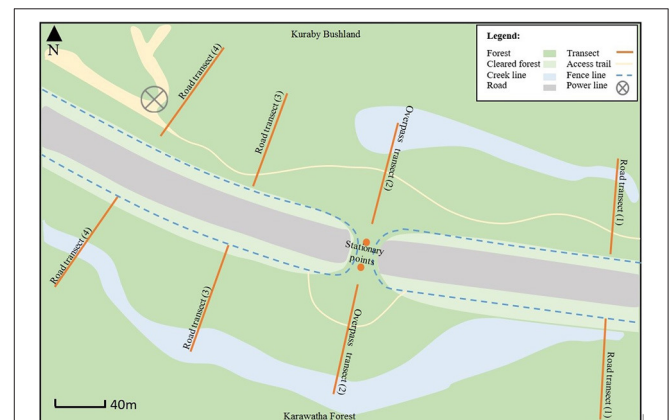 Kuraby Bushland
N
Legend:
Forest Transect
Cleared forest Access trail
Creek line Fence line
Road Power line
Road transect (4)
Road transect (3)
Overpass transect (2)
Road transect (1)
Stationary
points
Road transect (4)
Road transect (3)
Overpass transect (2)
Road transect (1)
40m
Karawatha Forest